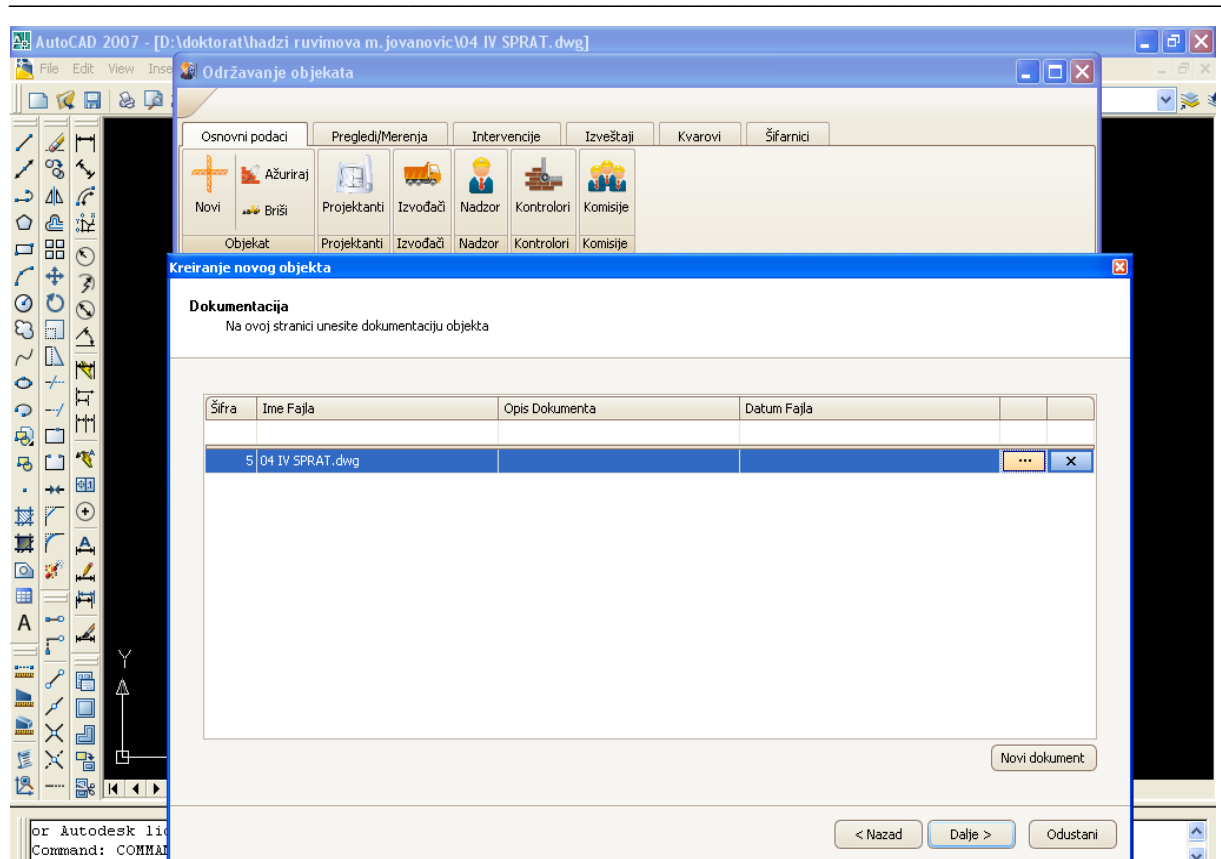 AutoCAD 2007 - [D:\doktorat\hadzi ruvimova m.jovanovic\04 IV SPRAT.dwg]
File Edit View Inse
Održavanje objekata
Osnovni podaci Pregledi/Merenja Intervencije Izveštaji Kvarovi Šifarnici
Novi Ažuriraj Briši Projektanti Izvođači Nadzor Kontrolori Komisije
Objekat Projektanti Izvođači Nadzor Kontrolori Komisije
Kreiranje novog objekta
Dokumentacija
Na ovoj stranici unesite dokumentaciju objekta
Šifra Ime Fajla Opis Dokumenta Datum Fajla
5 04 IV SPRAT.dwg ... x
Novi dokument
A
Y
or Autodesk lic
< Nazad Dalje > Odustani
Command: COMMA